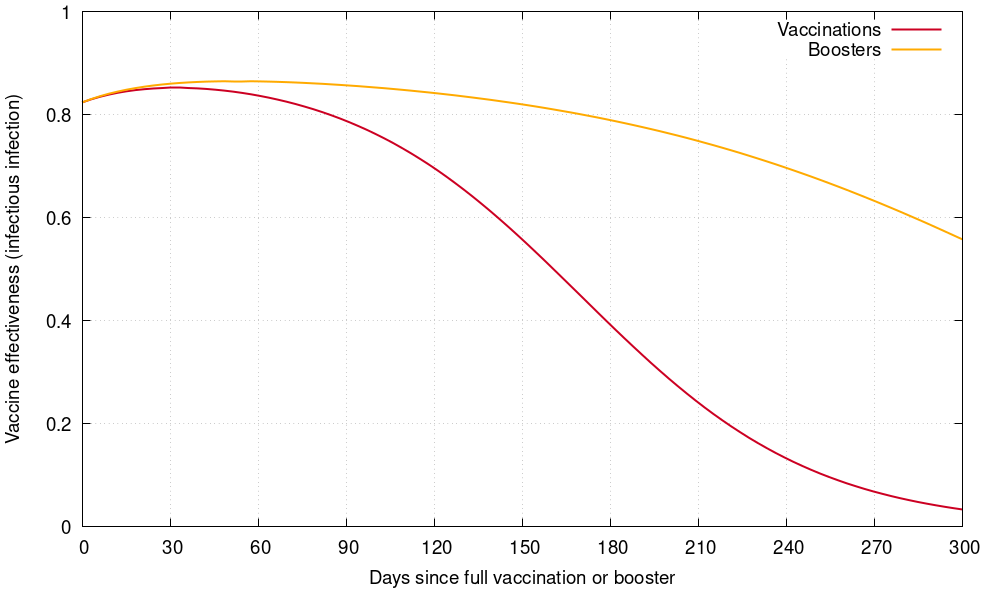 1
Vaccinations
Boosters
0.8
0.6
0.4
0.2
0
Vaccine effectiveness (infectious infection)
0 30 60 90 120 150 180 210 240 270 300
Days since full vaccination or booster